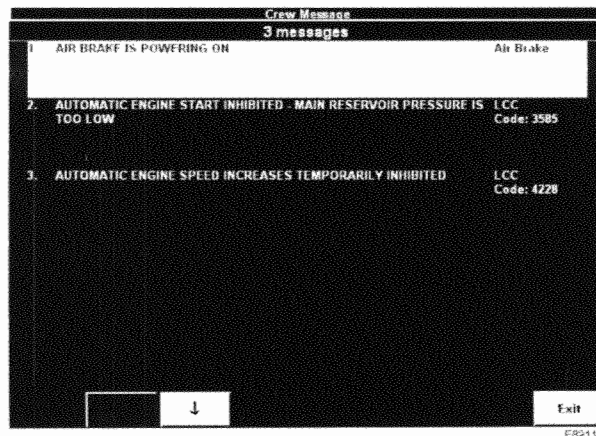 Crew Message
3 messages
1 AIR BRAKE IS POWERING ON Air Brake
2. AUTOMATIC ENGINE START INHIBITED - MAIN RESERVOIR PRESSURE IS LCC
TOO LOW Code: 3585
3. AUTOMATIC ENGINE SPEED INCREASES TEMPORARILY INHIBITED LCC
Code: 4228
↓ Exit